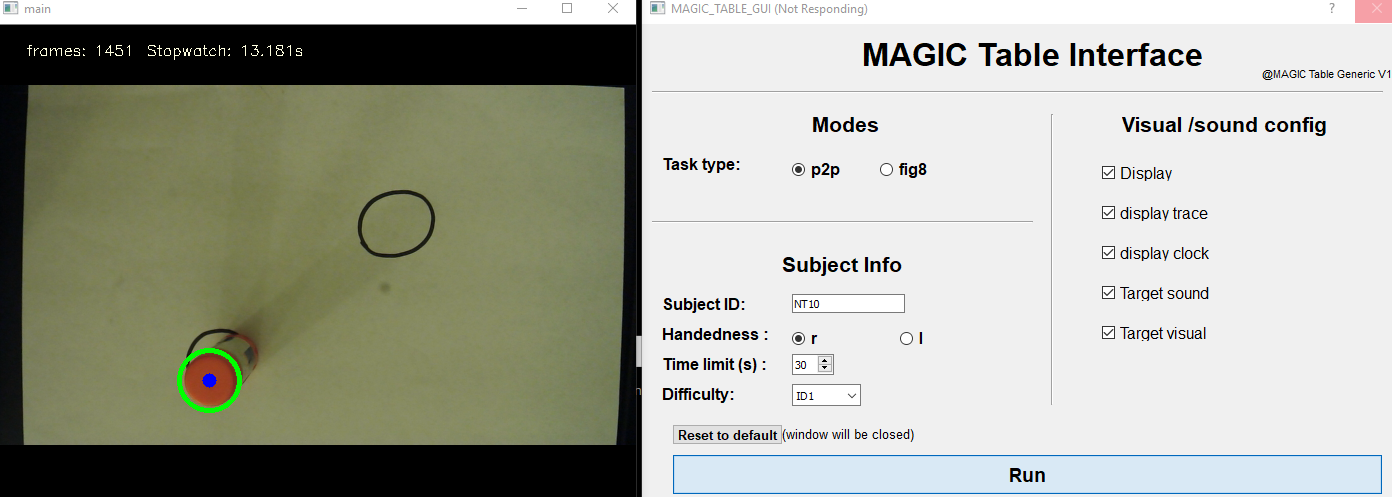 main
frames: 1451 Stopwatch: 13.181s
MAGIC_TABLE_GUI (Not Responding)
?
MAGIC Table Interface
@MAGIC Table Generic V1
Modes
Task type:
p2p
fig8
Subject Info
Subject ID:
NT10
Handedness :
r
l
Time limit (s) :
30
Difficulty:
ID1
Visual /sound config
Display
display trace
display clock
Target sound
Target visual
Reset to default (window will be closed)
Run